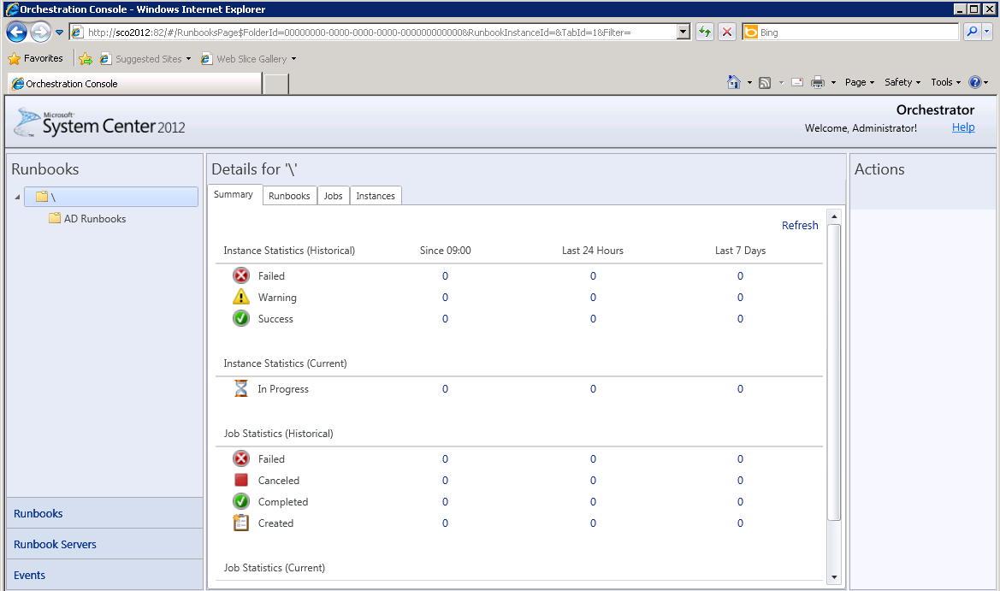 Orchestration Console - Windows Internet Explorer
http://sco2012:82/#/RunbooksPage$FolderId=00000000-0000-0000-0000-000000000000&RunbookInstanceId=&TabId=1&Filter=
Bing
Favorites Suggested Sites Web Slice Gallery
Orchestration Console
Page Safety Tools
Microsoft
System Center 2012
Orchestrator
Welcome, Administrator! Help
Runbooks
\
AD Runbooks
Runbooks
Runbook Servers
Events
Details for '\'
Summary Runbooks Jobs Instances
Refresh
Instance Statistics (Historical) Since 09:00 Last 24 Hours Last 7 Days
Failed 0 0 0
Warning 0 0 0
Success 0 0 0
Instance Statistics (Current)
In Progress 0 0 0
Job Statistics (Historical)
Failed 0 0 0
Canceled 0 0 0
Completed 0 0 0
Created 0 0 0
Job Statistics (Current)
Actions